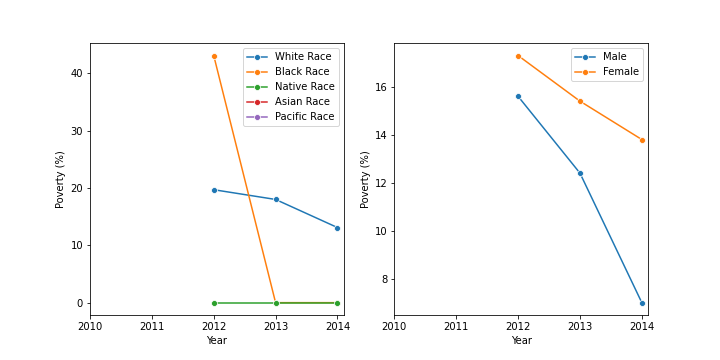 White Race
Black Race
Native Race
Asian Race
Pacific Race
40
30
20
10
0
Poverty (%)
2010 2011 2012 2013 2014
Year
Male
Female
16
14
12
10
8
Poverty (%)
2010 2011 2012 2013 2014
Year